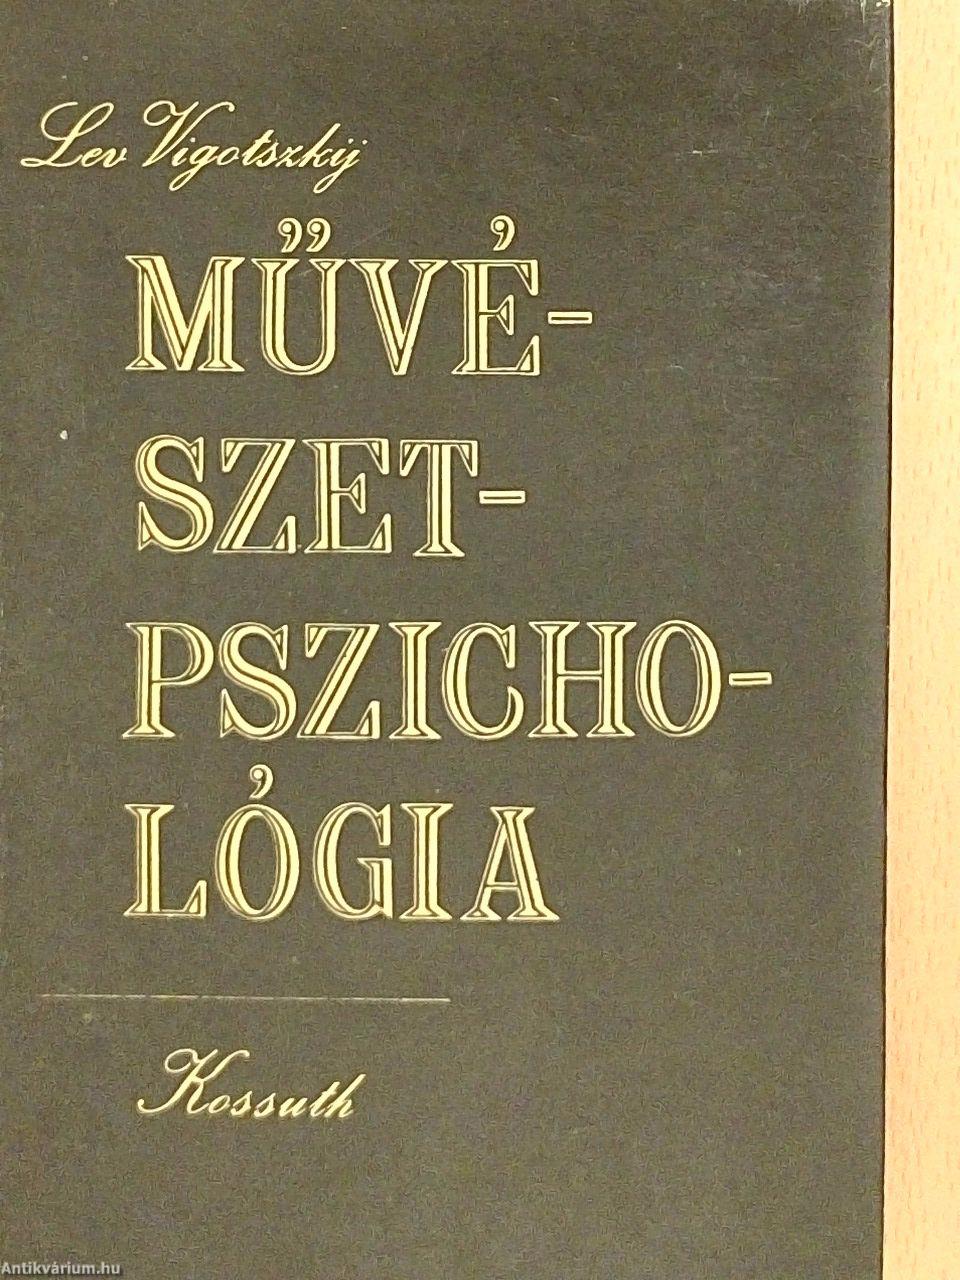 Lev Vigotszkij
MŰVÉ-
SZET-
PSZICHO-
LÓGIA
Kossuth
Antikvárium.hu